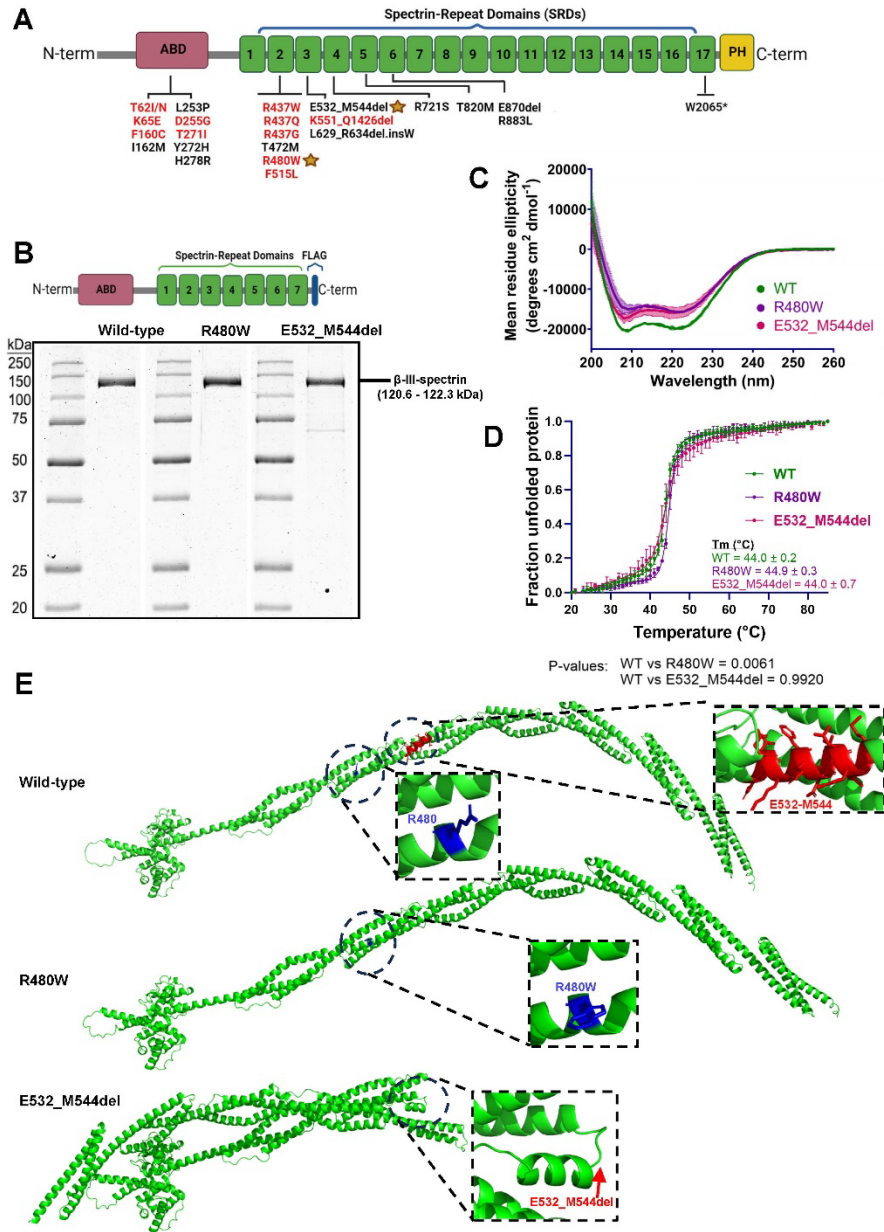 A
Spectrin-Repeat Domains (SRDs)
N-term
ABD
1
2
3
4
5
6
7
8
9
10
11
12
13
14
15
16
17
PH
C-term
T62I/N
K65E
F160C
I162M
L253P
D255G
T271I
Y272H
H278R
R437W
R437Q
R437G
T472M
R480W
F515L
E532_M544del
K551_Q1426del
L629_R634del.insW
R721S
T820M
E870del
R883L
W2065*
B
Spectrin-Repeat Domains
FLAG
N-term
ABD
1
2
3
4
5
6
7
C-term
kDa
Wild-type
R480W
E532_M544del
250
150
100
75
50
37
25
20
β-III-spectrin
(120.6 - 122.3 kDa)
C
Mean residue ellipticity
(degrees cm² dmol⁻¹)
20000
10000
0
-10000
-20000
200
210
220
230
240
250
260
Wavelength (nm)
WT
R480W
E532_M544del
D
Fraction unfolded protein
1.0
0.8
0.6
0.4
0.2
0.0
20
30
40
50
60
70
80
Temperature (°C)
WT
R480W
E532_M544del
Tm (°C)
WT = 44.0 ± 0.2
R480W = 44.9 ± 0.3
E532_M544del = 44.0 ± 0.7
P-values: WT vs R480W = 0.0061
WT vs E532_M544del = 0.9920
E
Wild-type
R480
E532-M544
R480W
R480W
E532_M544del
E532_M544del